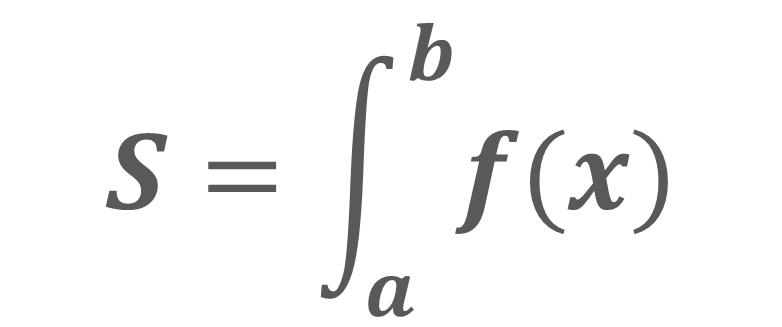 S = ∫_a^b f(x)